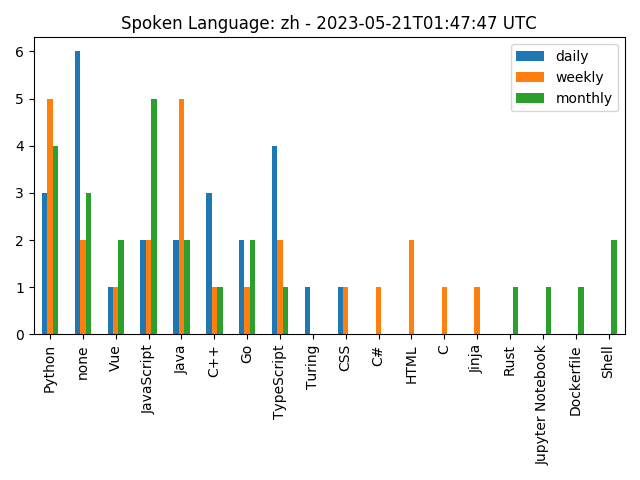 Spoken Language: zh - 2023-05-21T01:47:47 UTC
daily
weekly
monthly
6
5
4
3
2
1
0
Python
none
Vue
JavaScript
Java
C++
Go
TypeScript
Turing
CSS
C#
HTML
C
Jinja
Rust
Jupyter Notebook
Dockerfile
Shell